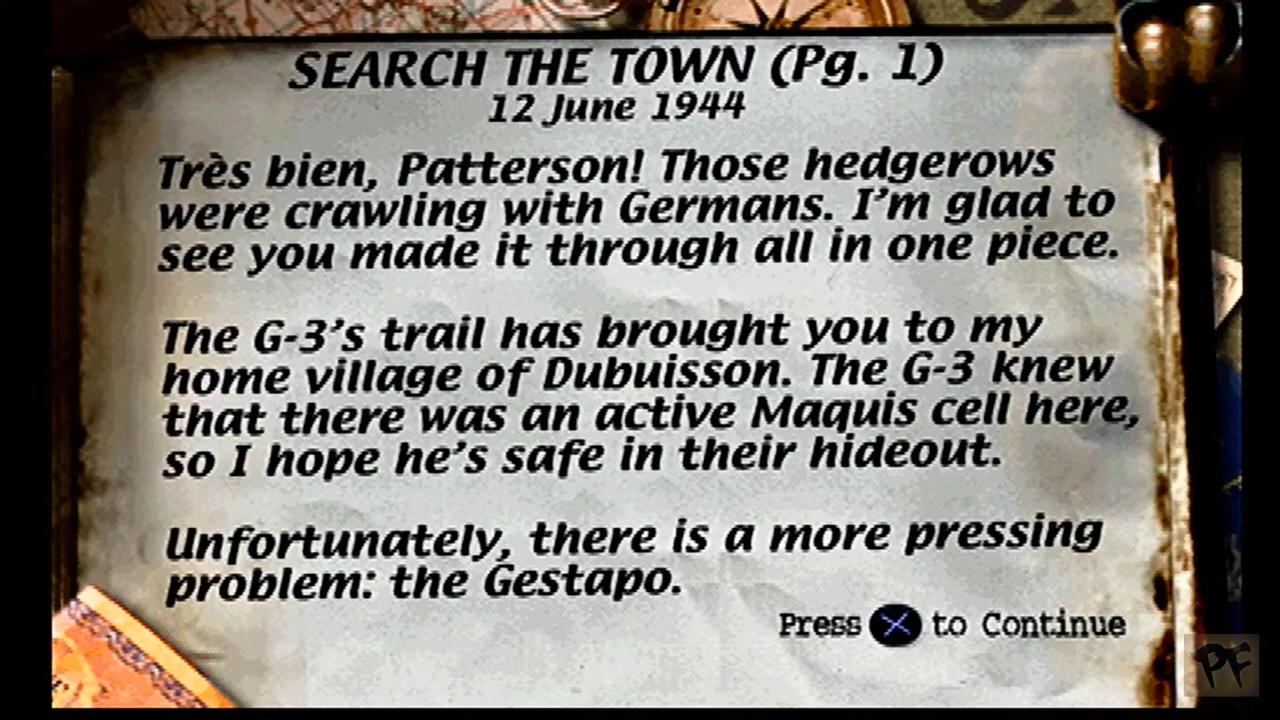 SEARCH THE TOWN (Pg. 1)
12 June 1944
Très bien, Patterson! Those hedgerows
were crawling with Germans. I'm glad to
see you made it through all in one piece.
The G-3's trail has brought you to my
home village of Dubuisson. The G-3 knew
that there was an active Maquis cell here,
so I hope he's safe in their hideout.
Unfortunately, there is a more pressing
problem: the Gestapo.
Press X to Continue
PF